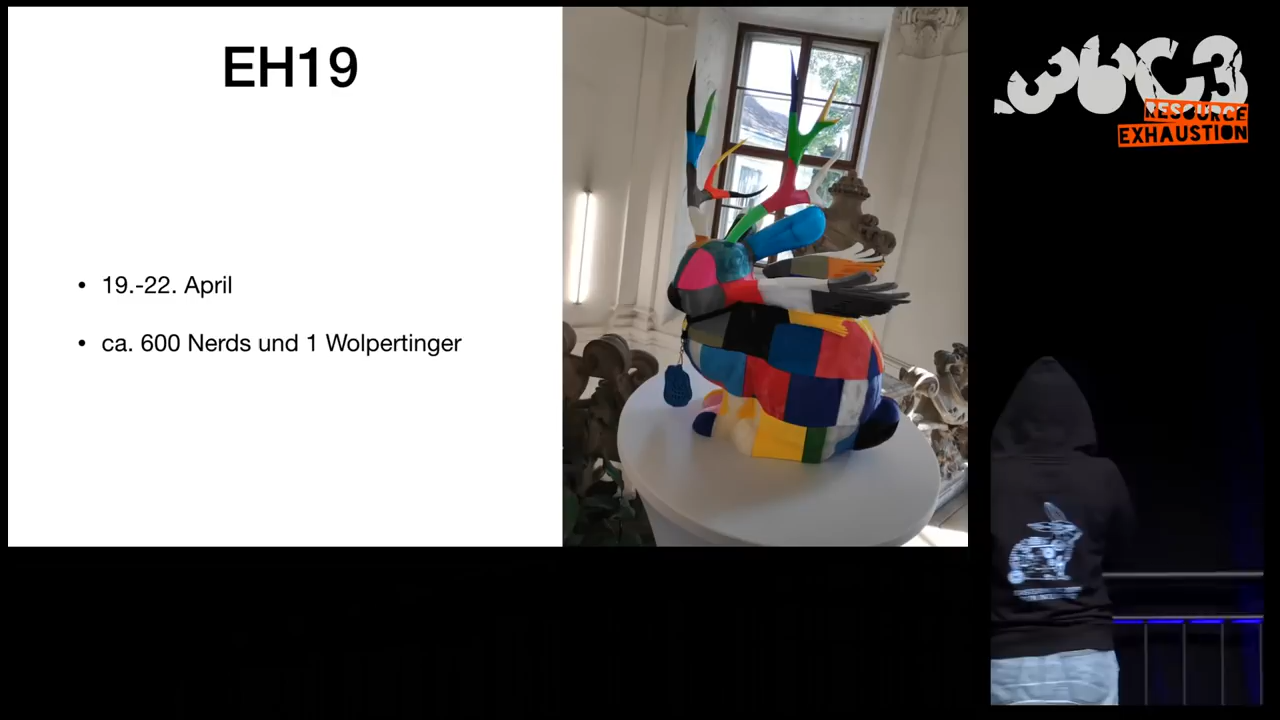 EH19
• 19.-22. April
• ca. 600 Nerds und 1 Wolpertinger
36C3
RESOURCE
EXHAUSTION